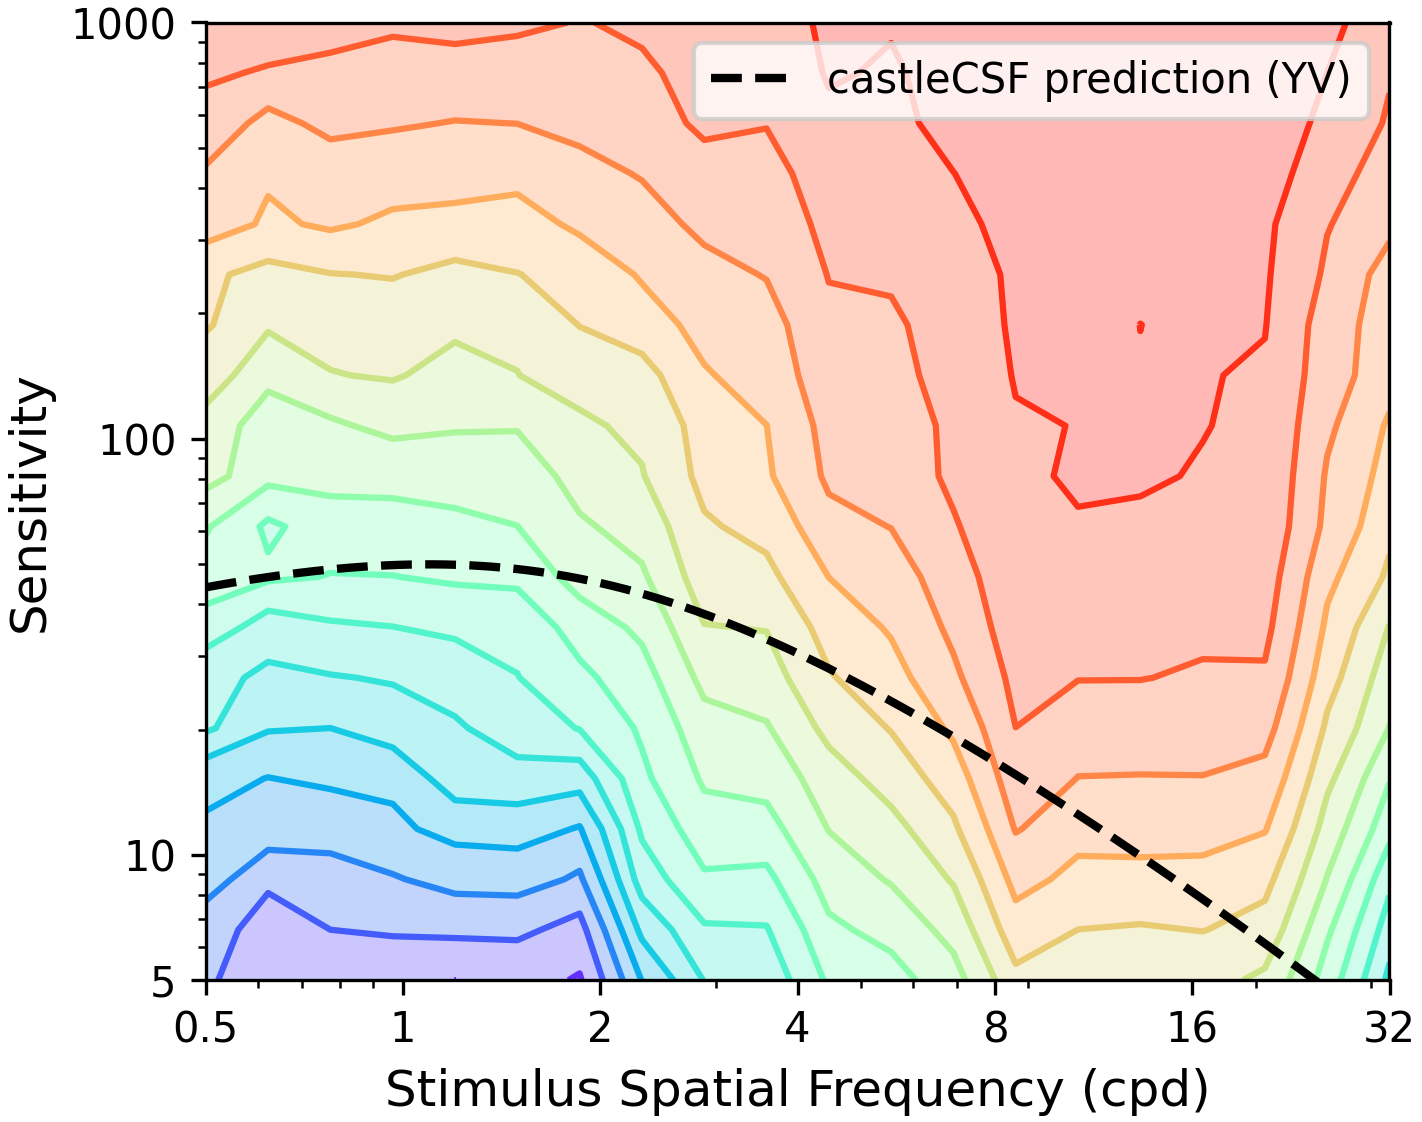 1000
castleCSF prediction (YV)
Sensitivity
100
10
5
0.5 1 2 4 8 16 32
Stimulus Spatial Frequency (cpd)